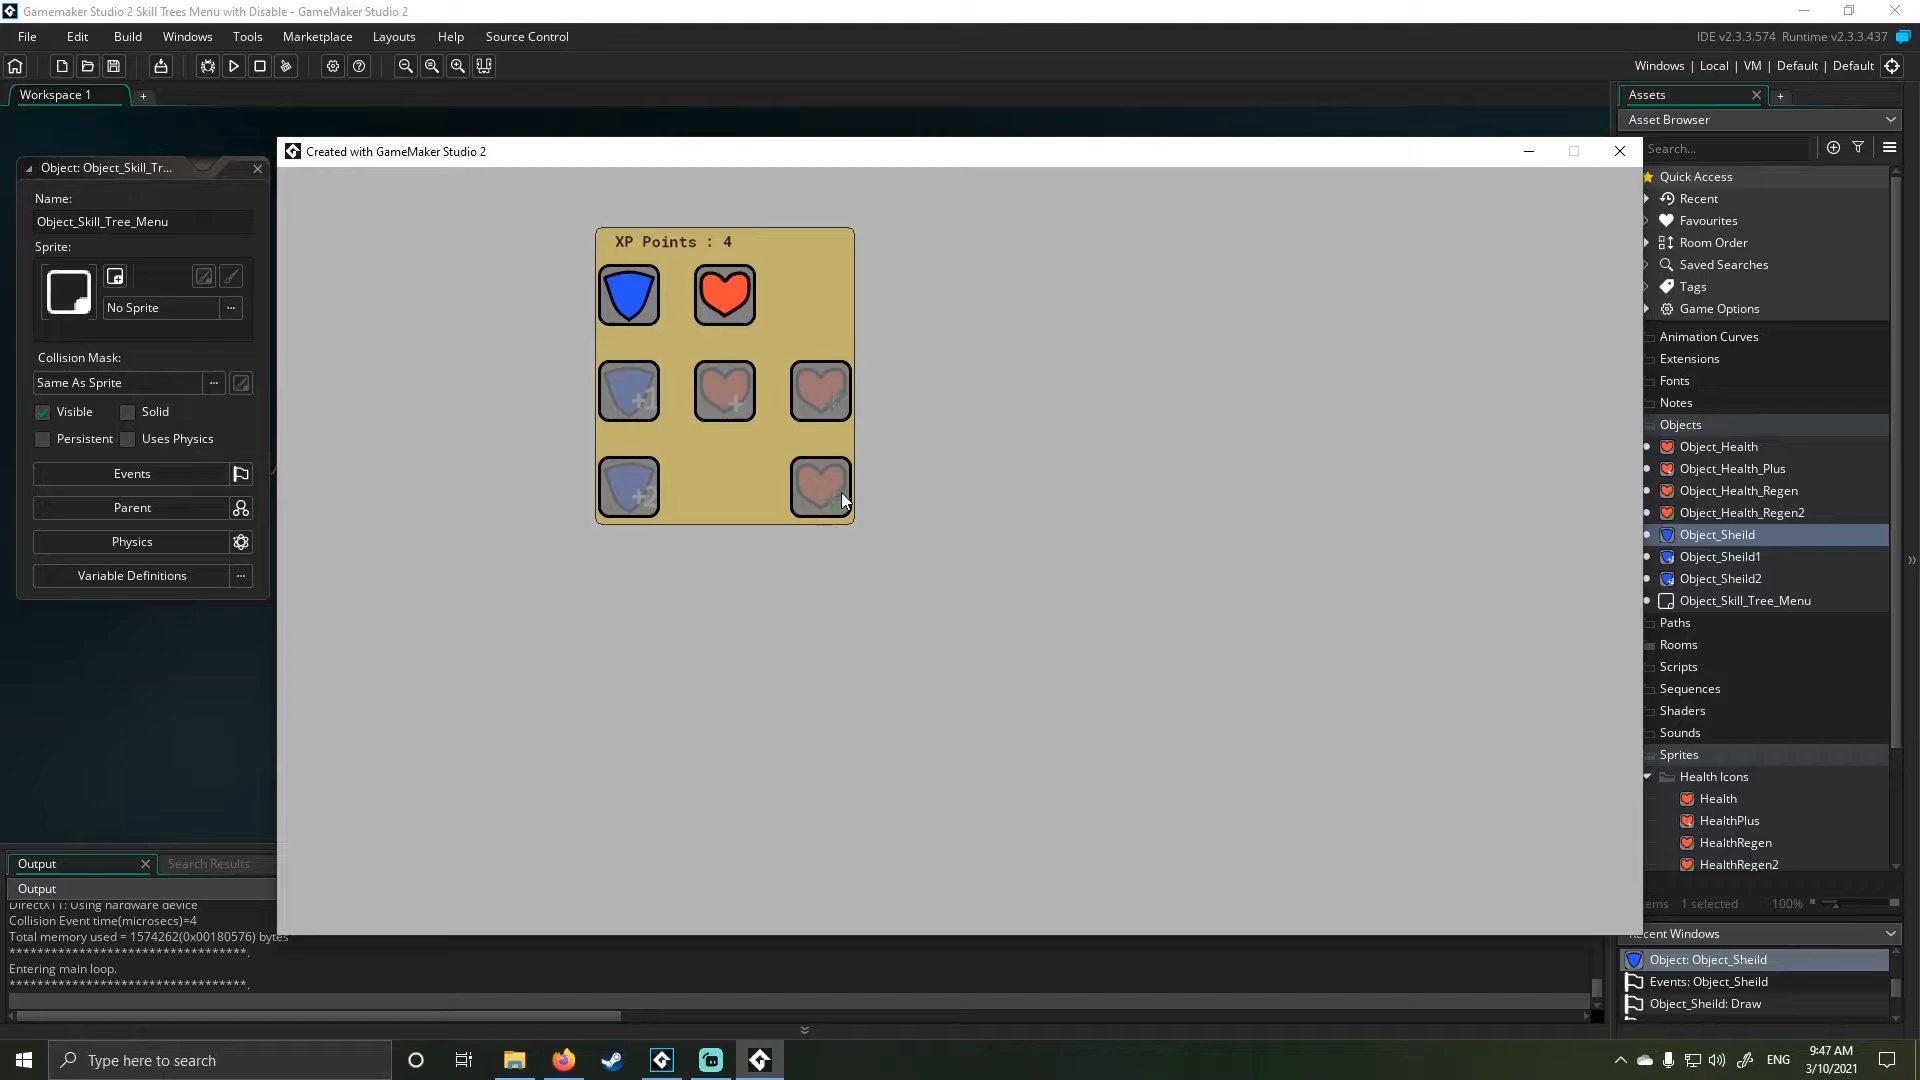 Gamemaker Studio 2 Skill Trees Menu with Disable - GameMaker Studio 2
File Edit Build Windows Tools Marketplace Layouts Help Source Control
IDE v2.3.3.574 Runtime v2.3.3.437
Windows | Local | VM | Default | Default
Workspace 1
Object: Object_Skill_Tr...
Name:
Object_Skill_Tree_Menu
Sprite:
No Sprite
Collision Mask:
Same As Sprite
Visible Solid
Persistent Uses Physics
Events
Parent
Physics
Variable Definitions
Created with GameMaker Studio 2
XP Points : 4
+1
+
+
+2
Assets
Asset Browser
Search...
Quick Access
Recent
Favourites
Room Order
Saved Searches
Tags
Game Options
Animation Curves
Extensions
Fonts
Notes
Objects
Object_Health
Object_Health_Plus
Object_Health_Regen
Object_Health_Regen2
Object_Sheild
Object_Sheild1
Object_Sheild2
Object_Skill_Tree_Menu
Paths
Rooms
Scripts
Sequences
Shaders
Sounds
Sprites
Health Icons
Health
HealthPlus
HealthRegen
HealthRegen2
1 selected 100%
Recent Windows
Object: Object_Sheild
Events: Object_Sheild
Object_Sheild: Draw
Output Search Results
Output
DirectX11: Using hardware device
Collision Event time(microsecs)=4
Total memory used = 1574262(0x00180576) bytes
**********************************.
Entering main loop.
**********************************.
Type here to search
ENG
9:47 AM
3/10/2021